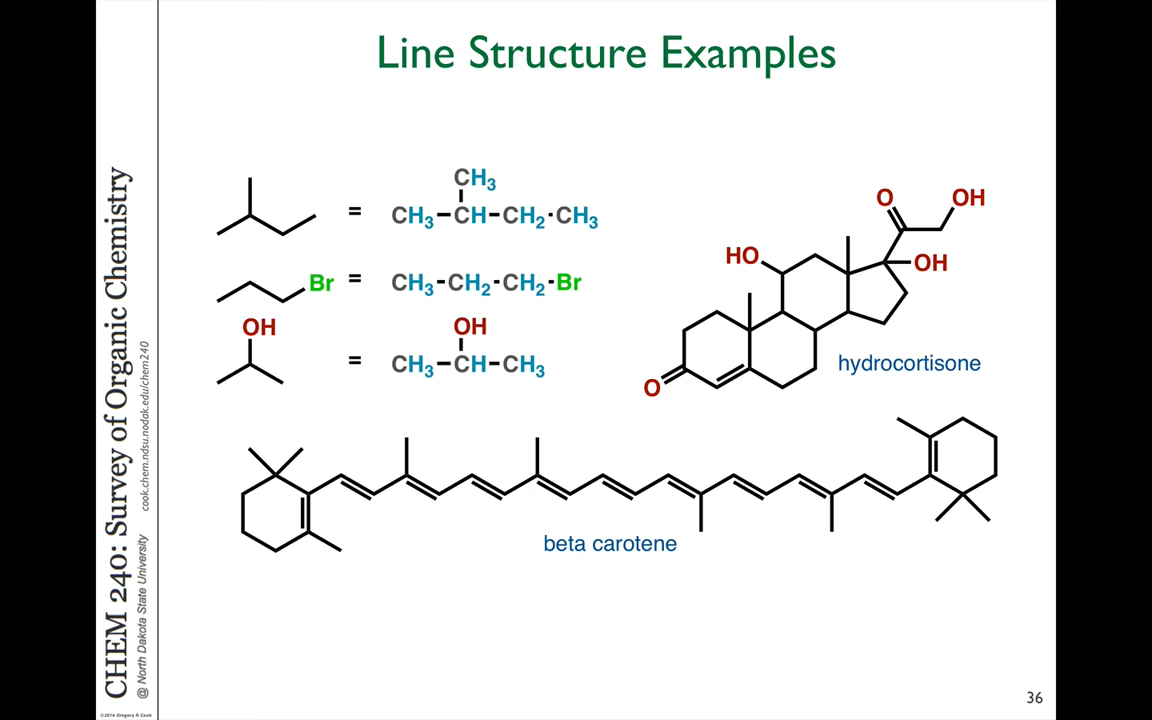 Line Structure Examples
CHEM 240: Survey of Organic Chemistry
@ North Dakota State University cook.chem.ndsu.nodak.edu/chem240
©2016 Gregory R. Cook
CH3
= CH3-CH-CH2-CH3
Br = CH3-CH2-CH2-Br
OH OH
= CH3-CH-CH3
O OH
HO OH
O
hydrocortisone
beta carotene
36